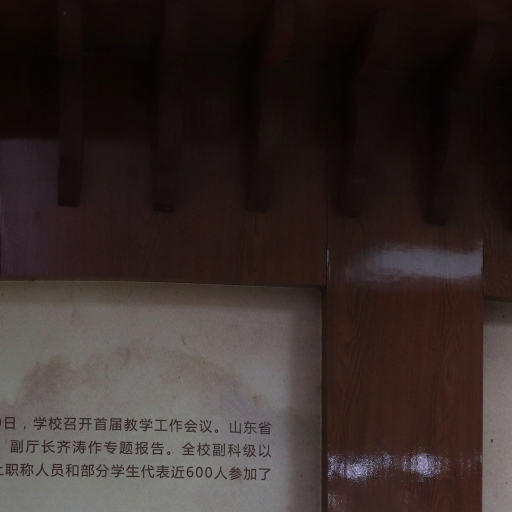 日，学校召开首届教学工作会议。山东省
副厅长齐涛作专题报告。全校副科级以
职称人员和部分学生代表近600人参加了